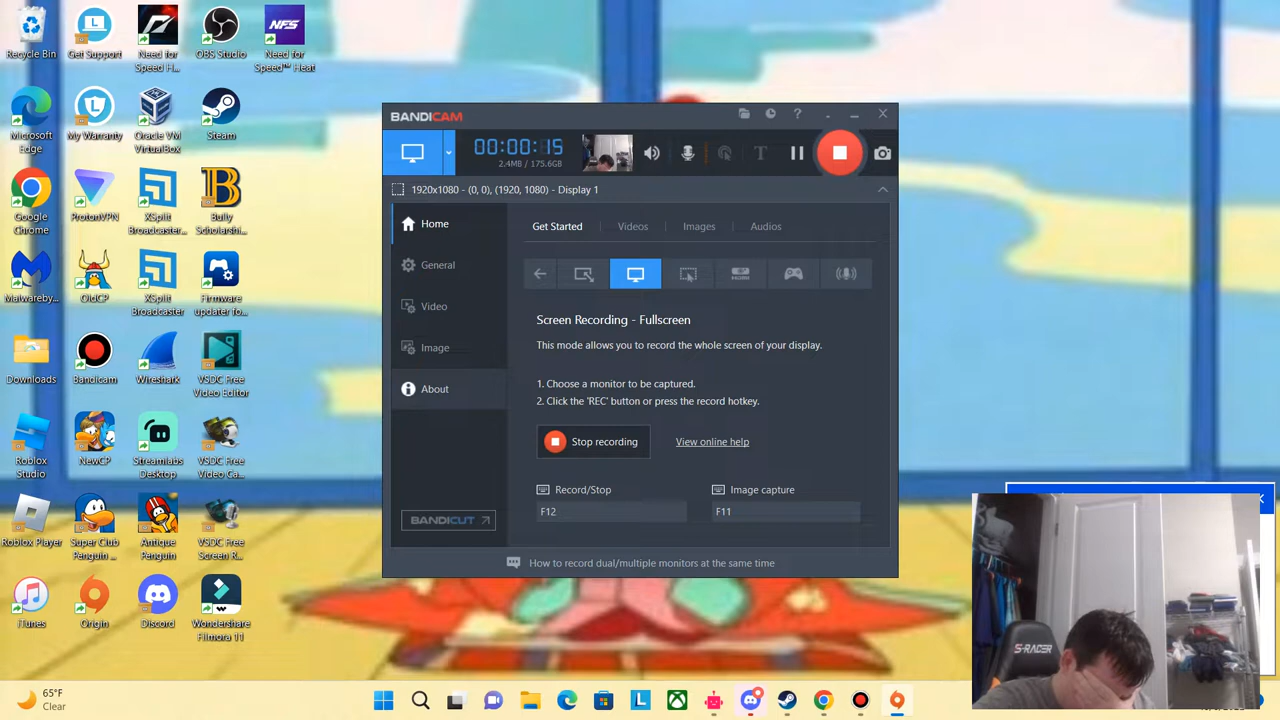 Recycle Bin
Get Support
Need for
Speed H...
OBS Studio
NFS
Need for
Speed™ Heat
Microsoft
Edge
My Warranty
Oracle VM
VirtualBox
Steam
Google
Chrome
ProtonVPN
XSplit
Broadcaster...
Bully
Scholarshi...
Malwareby...
OldCP
XSplit
Broadcaster
Firmware
updater fo...
Downloads
Bandicam
Wireshark
VSDC Free
Video Editor
Roblox
Studio
NewCP
Streamlabs
Desktop
VSDC Free
Video Ca...
Roblox Player
Super Club
Penguin ...
Antique
Penguin
VSDC Free
Screen R...
iTunes
Origin
Discord
Wondershare
Filmora 11
BANDICAM
00:00:15
2.4MB / 175.6GB
1920x1080 - (0, 0), (1920, 1080) - Display 1
Home
General
Video
Image
About
BANDICUT
Get Started
Videos
Images
Audios
HDMI
Screen Recording - Fullscreen
This mode allows you to record the whole screen of your display.
1. Choose a monitor to be captured.
2. Click the 'REC' button or press the record hotkey.
Stop recording
View online help
Record/Stop
Image capture
F12
F11
How to record dual/multiple monitors at the same time
S-RACER
65°F
Clear